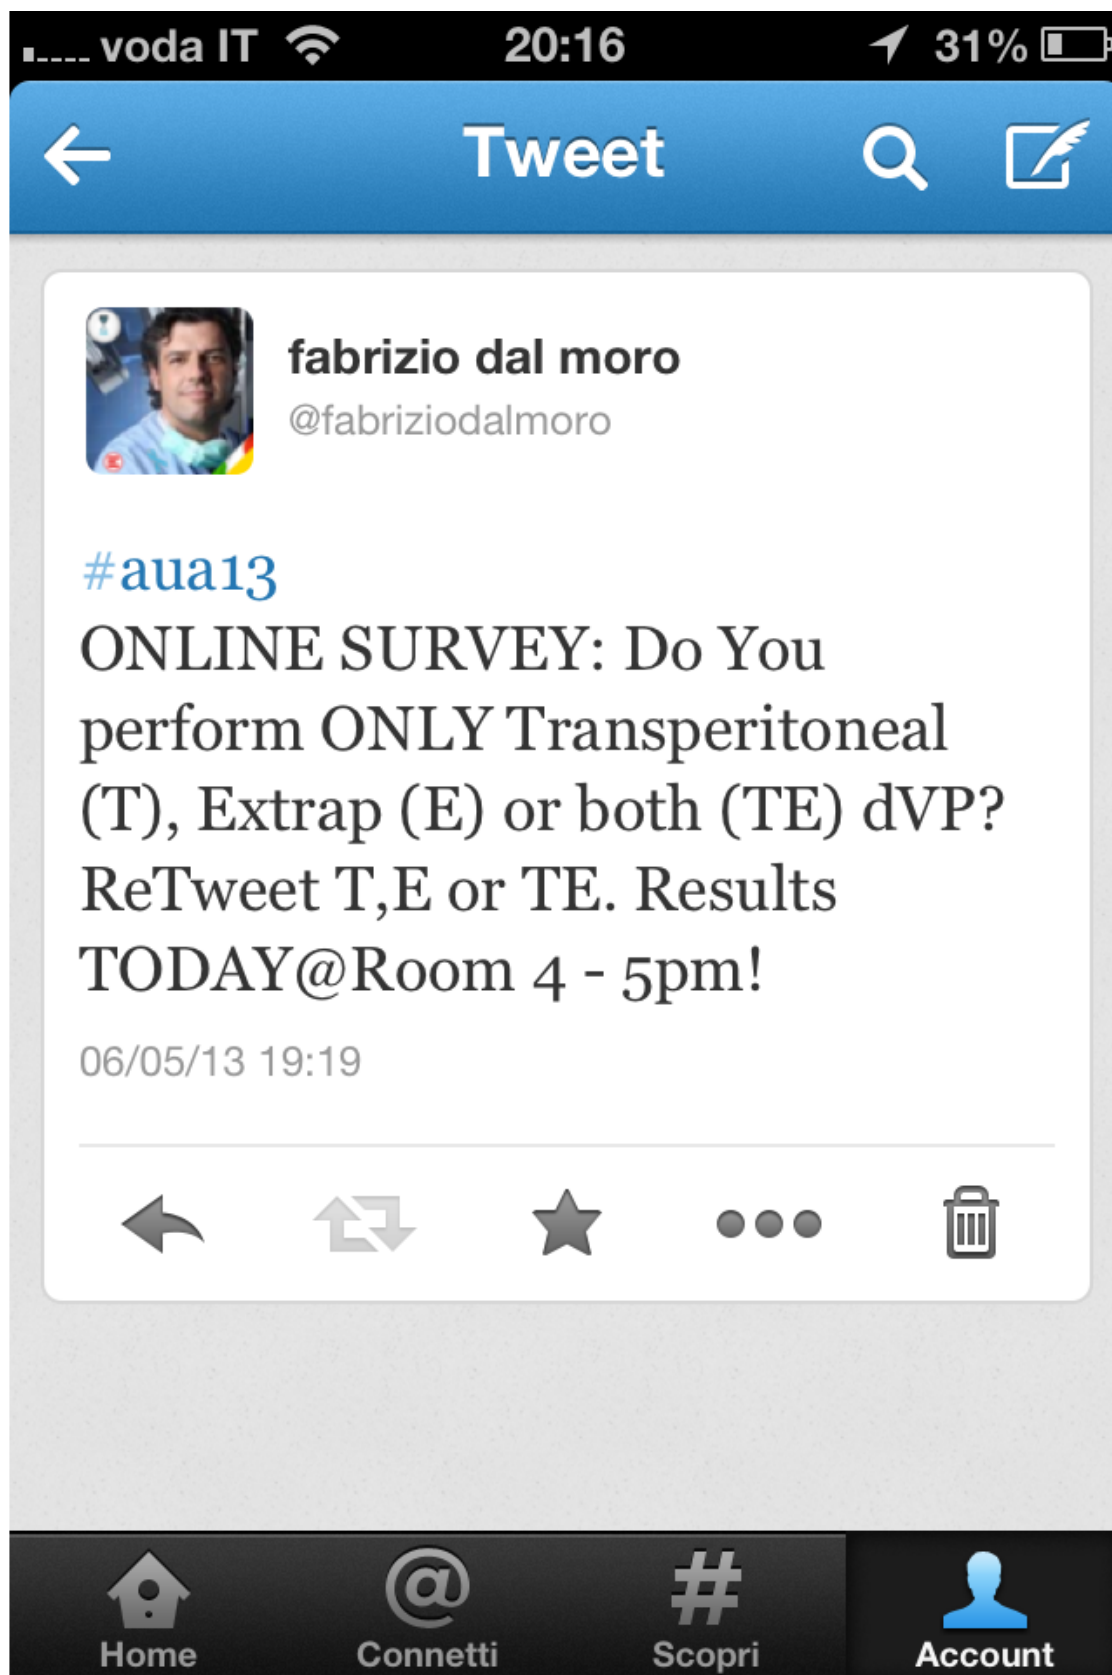 voda IT 20:16 31%
Tweet
fabrizio dal moro
@fabriziodalmoro
#aua13
ONLINE SURVEY: Do You
perform ONLY Transperitoneal
(T), Extrap (E) or both (TE) dVP?
ReTweet T,E or TE. Results
TODAY@Room 4 - 5pm!
06/05/13 19:19
Home Connetti Scopri Account